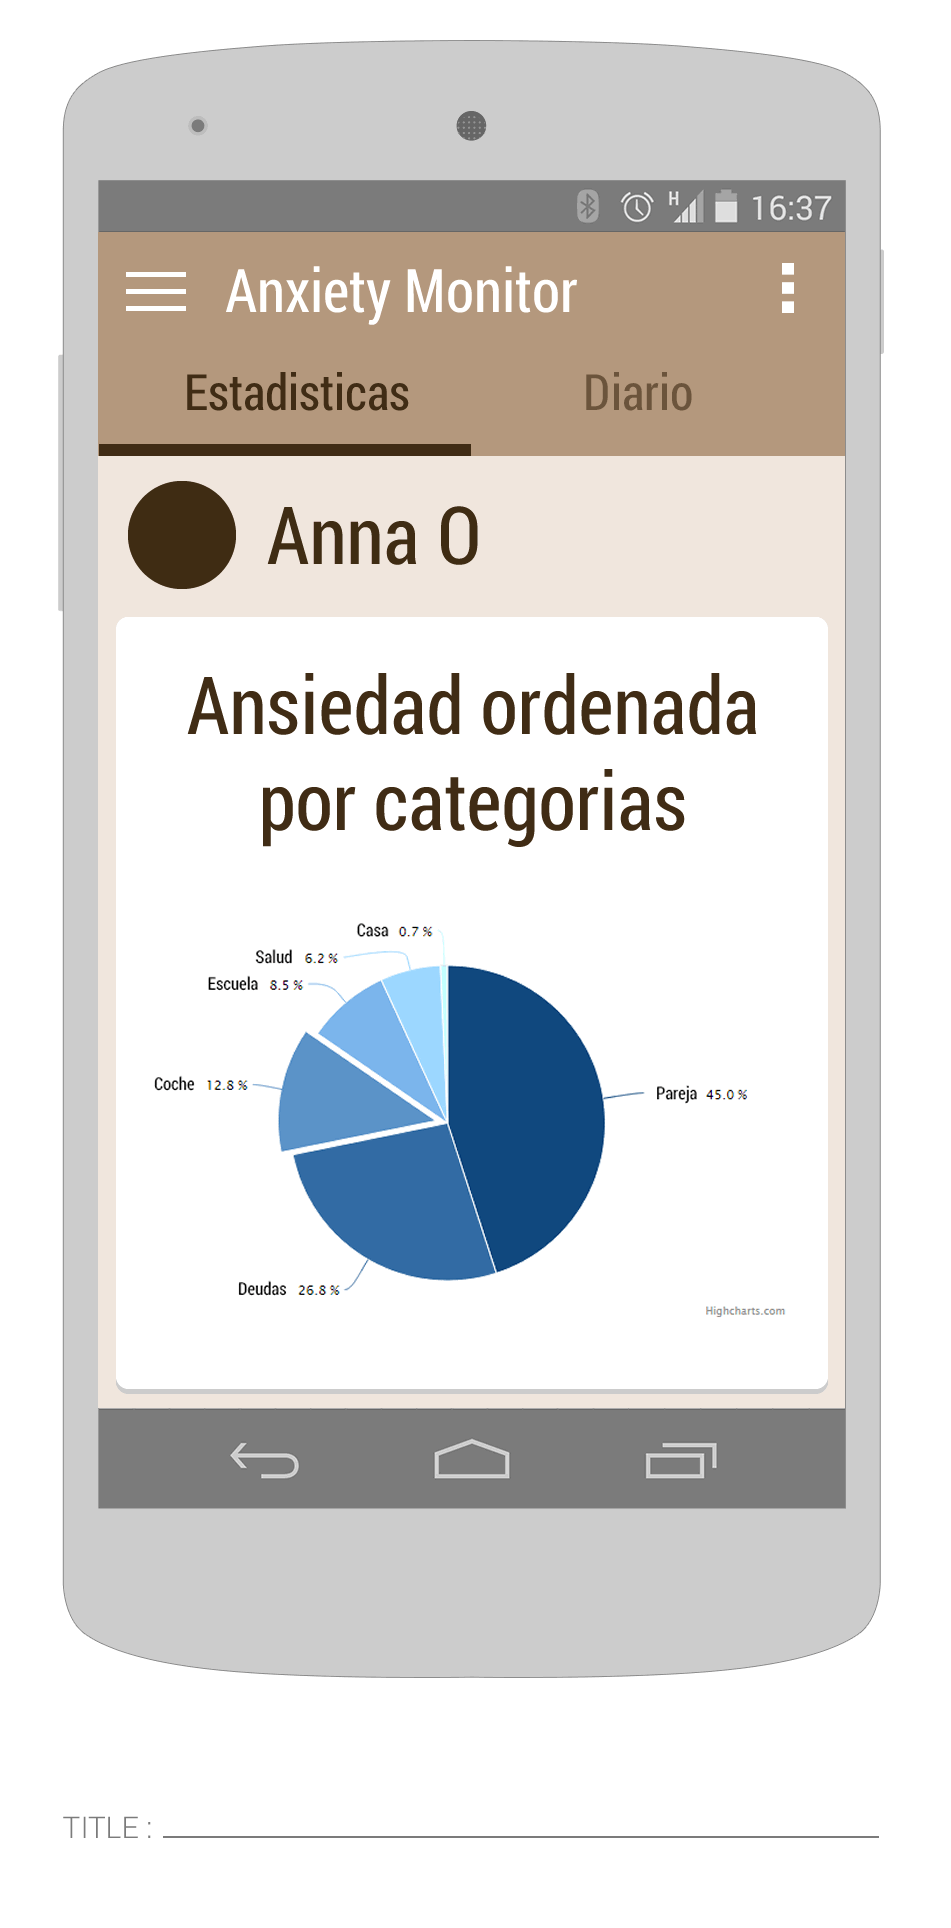 H 16:37
Anxiety Monitor
Estadisticas Diario
Anna O
Ansiedad ordenada
por categorias
Casa 0.7 %
Salud 6.2 %
Escuela 8.5 %
Coche 12.8 %
Pareja 45.0 %
Deudas 26.8 %
Highcharts.com
TITLE :